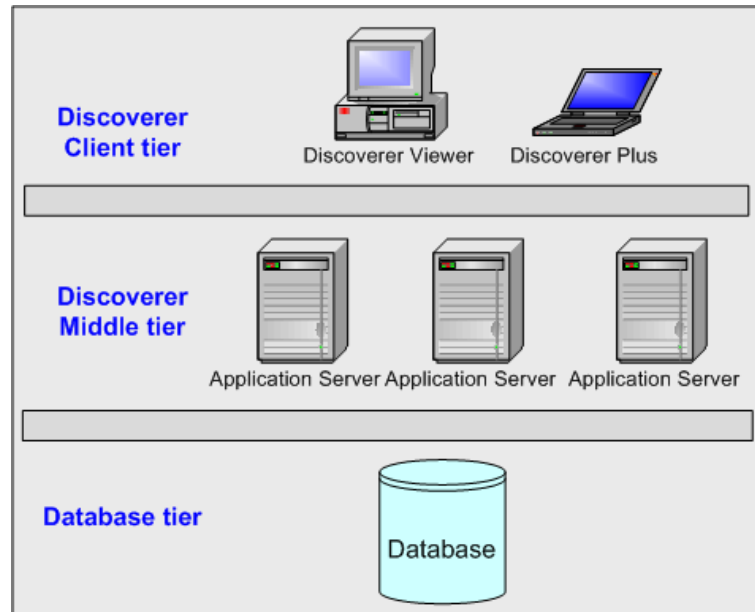 Discoverer
Client tier
Discoverer Viewer
Discoverer Plus
Discoverer
Middle tier
Application Server
Application Server
Application Server
Database tier
Database